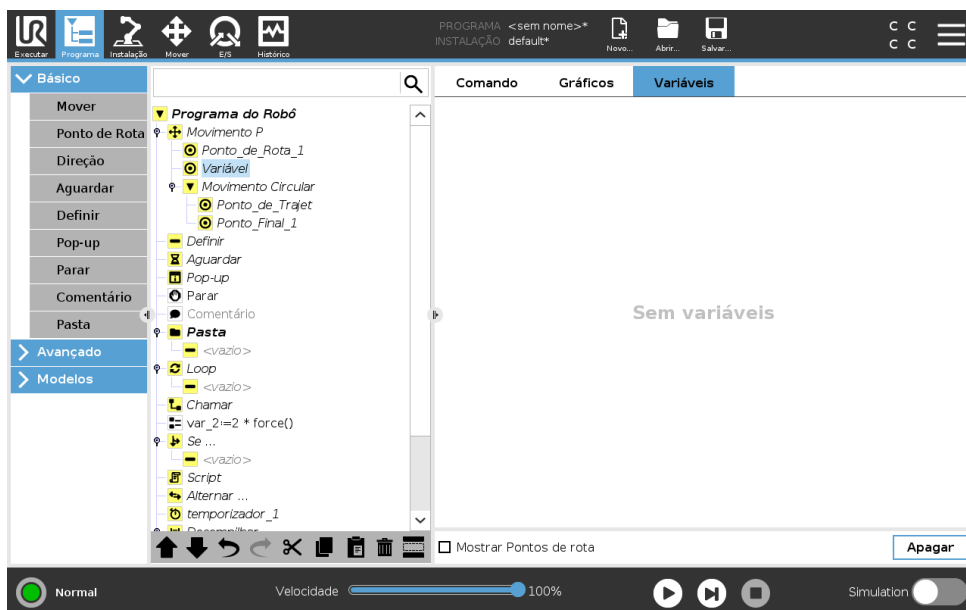 PROGRAMA <sem nome>*
INSTALAÇÃO default*
Executar Programa Instalação Mover E/S Histórico
Novo... Abrir... Salvar...
C C
C C
Básico
Mover
Ponto de Rota
Direção
Aguardar
Definir
Pop-up
Parar
Comentário
Pasta
Avançado
Modelos
Programa do Robô
Movimento P
Ponto_de_Rota_1
Variável
Movimento Circular
Ponto_de_Trajet
Ponto_Final_1
Definir
Aguardar
Pop-up
Parar
Comentário
Pasta
<vazio>
Loop
<vazio>
Chamar
var_2:=2 * force()
Se ...
<vazio>
Script
Alternar ...
temporizador_1
Comando Gráficos Variáveis
Sem variáveis
Mostrar Pontos de rota
Apagar
Normal
Velocidade 100%
Simulation